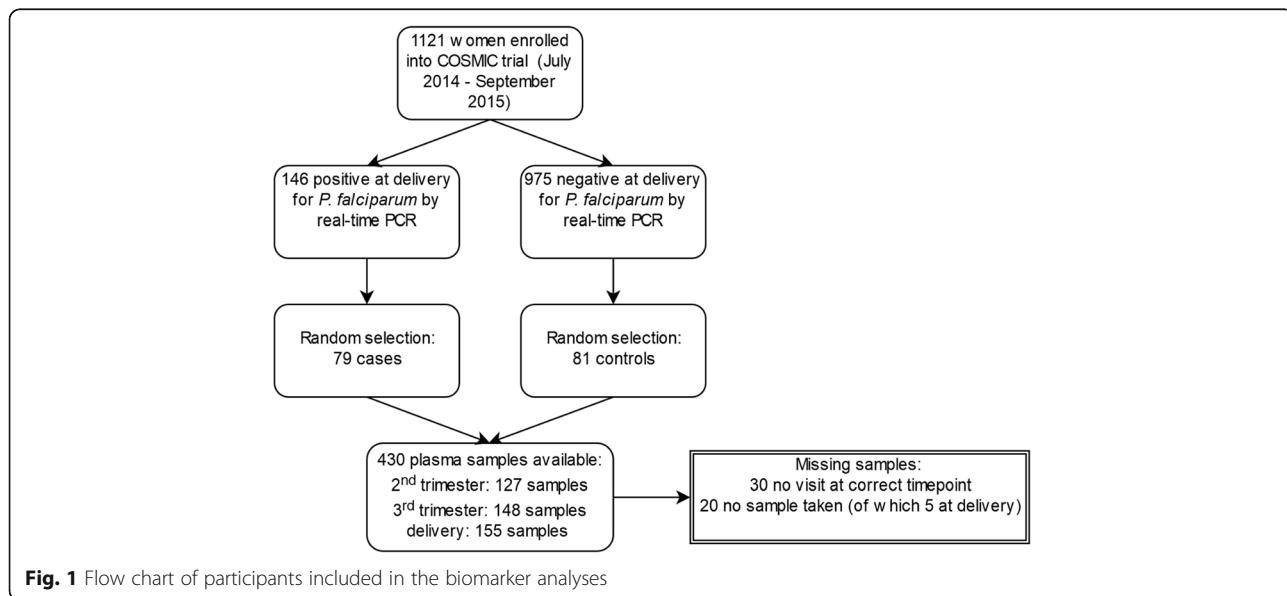 1121 women enrolled
into COSMIC trial (July
2014 - September
2015)
146 positive at delivery
for P. falciparum by
real-time PCR
975 negative at delivery
for P. falciparum by
real-time PCR
Random selection:
79 cases
Random selection:
81 controls
430 plasma samples available:
2nd trimester: 127 samples
3rd trimester: 148 samples
delivery: 155 samples
Missing samples:
30 no visit at correct timepoint
20 no sample taken (of which 5 at delivery)
Fig. 1 Flow chart of participants included in the biomarker analyses